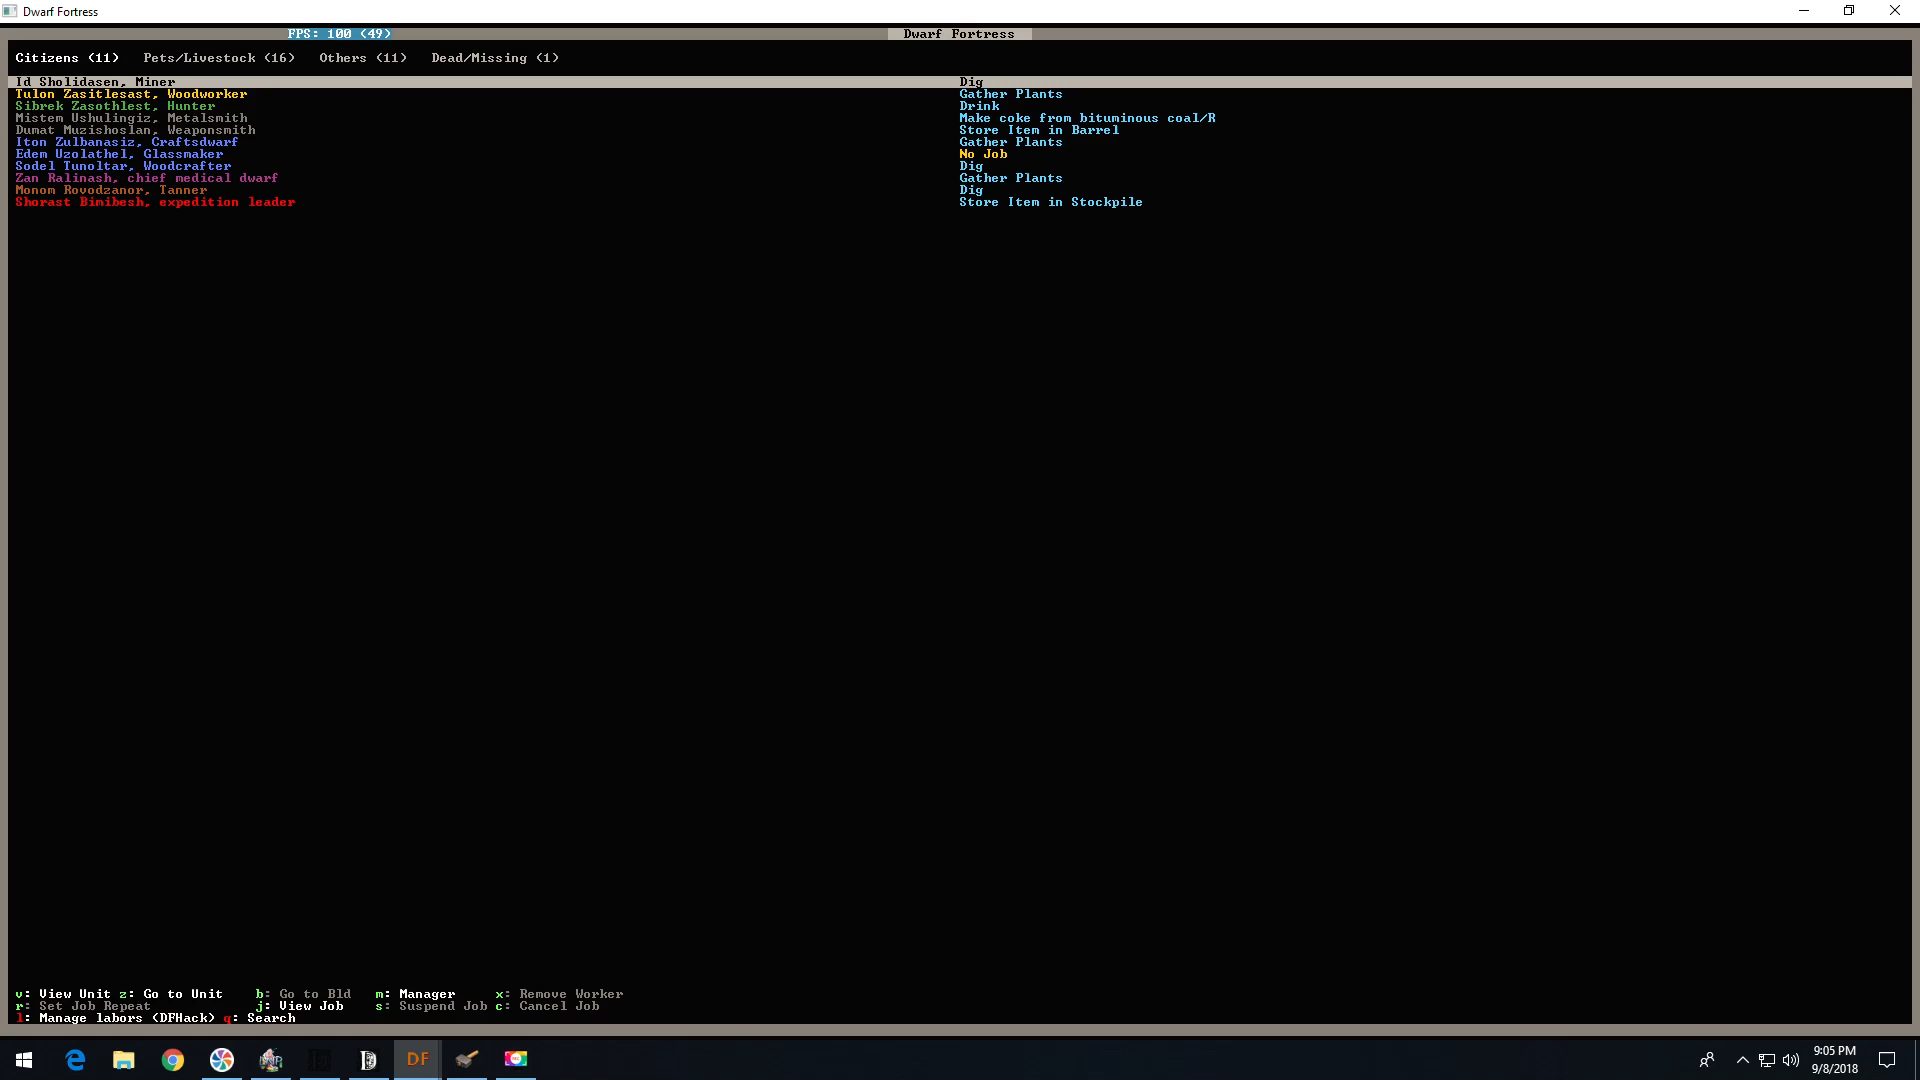 Dwarf Fortress
FPS: 100 (49) Dwarf Fortress
Citizens (11) Pets/Livestock (16) Others (11) Dead/Missing (1)
Id Sholidasen, Miner Dig
Tulon Zasitlesast, Woodworker Gather Plants
Sibrek Zasothlest, Hunter Drink
Mistem Ushulingiz, Metalsmith Make coke from bituminous coal/R
Dumat Muzishoslan, Weaponsmith Store Item in Barrel
Iton Zulbanasiz, Craftsdwarf Gather Plants
Edem Uzolathel, Glassmaker No Job
Sodel Tunoltar, Woodcrafter Dig
Zan Ralinash, chief medical dwarf Gather Plants
Monom Rovodzanor, Tanner Dig
Shorast Bimibesh, expedition leader Store Item in Stockpile
v: View Unit z: Go to Unit b: Go to Bld m: Manager x: Remove Worker
r: Set Job Repeat j: View Job s: Suspend Job c: Cancel Job
l: Manage labors (DFHack) q: Search
DF
9:05 PM
9/8/2018